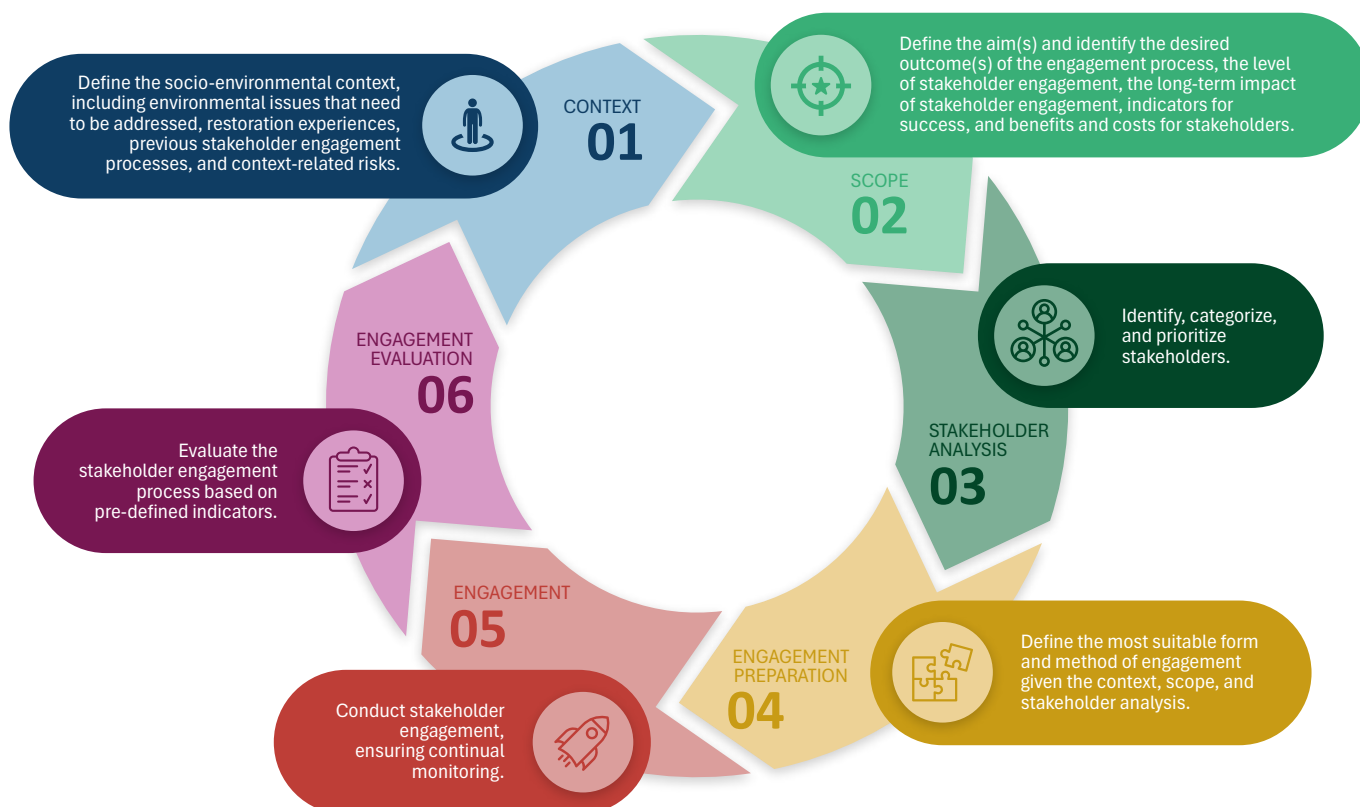 Define the socio-environmental context,
including environmental issues that need
to be addressed, restoration experiences,
previous stakeholder engagement
processes, and context-related risks.
CONTEXT
01
Define the aim(s) and identify the desired
outcome(s) of the engagement process, the level
of stakeholder engagement, the long-term impact
of stakeholder engagement, indicators for
success, and benefits and costs for stakeholders.
SCOPE
02
Identify, categorize,
and prioritize
stakeholders.
STAKEHOLDER
ANALYSIS
03
Define the most suitable form
and method of engagement
given the context, scope, and
stakeholder analysis.
ENGAGEMENT
PREPARATION
04
ENGAGEMENT
05
Conduct stakeholder
engagement,
ensuring continual
monitoring.
ENGAGEMENT
EVALUATION
06
Evaluate the
stakeholder engagement
process based on
pre-defined indicators.